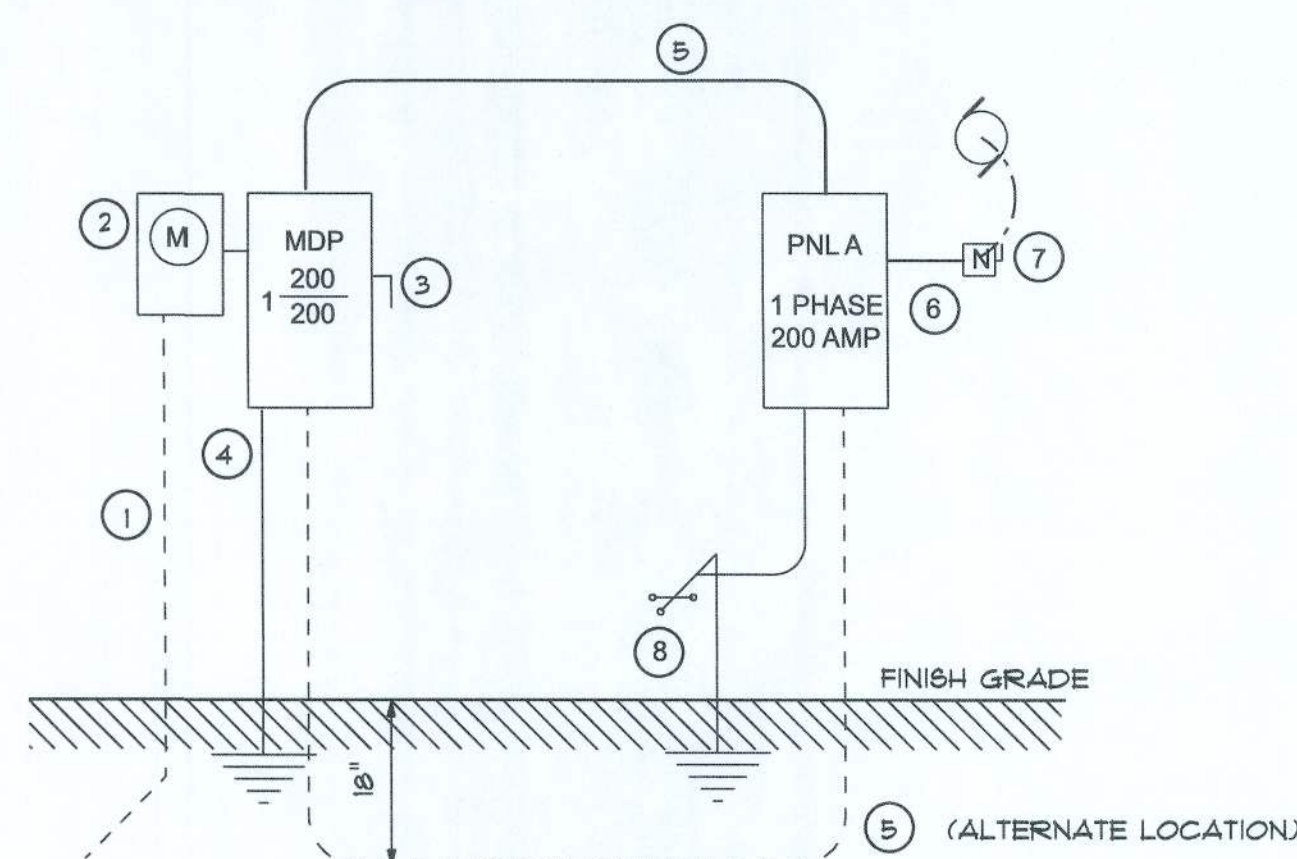 5
2
M
MDP
1 200
200
3
PNL A
1 PHASE
200 AMP
N
7
6
4
1
8
FINISH GRADE
18"
5 (ALTERNATE LOCATION)